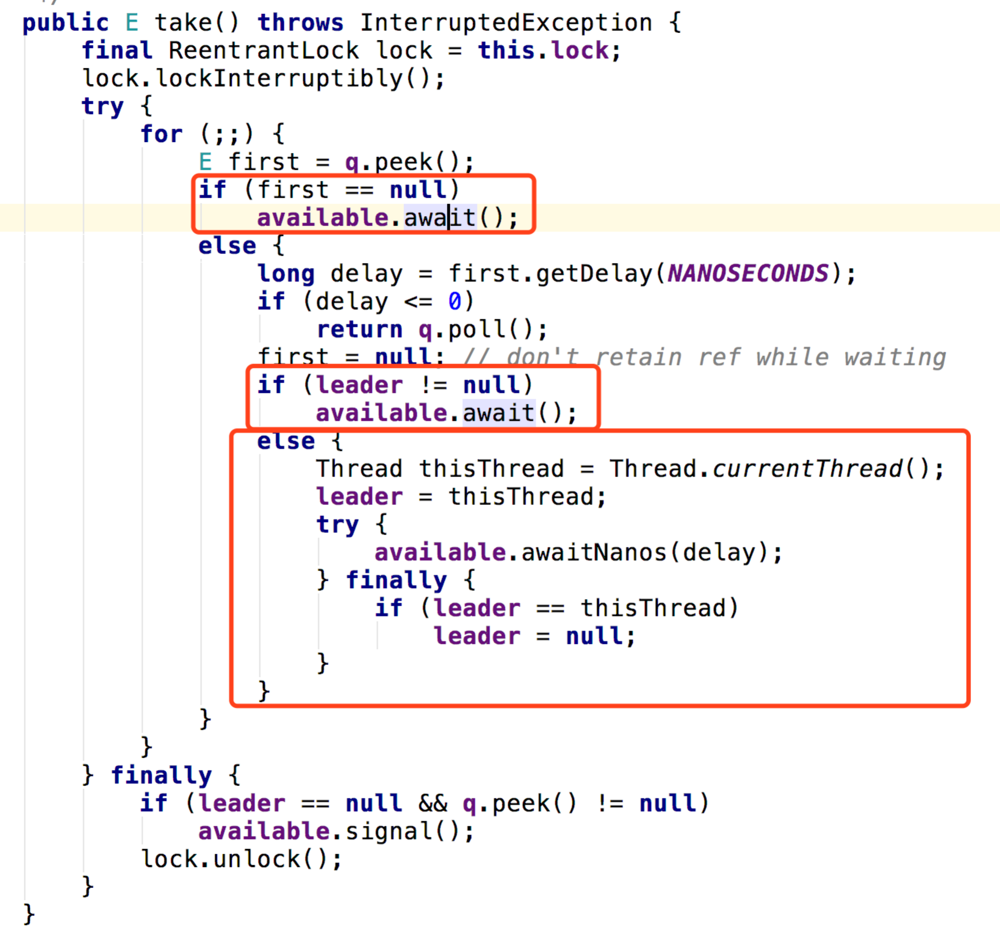 */
public E take() throws InterruptedException {
    final ReentrantLock lock = this.lock;
    lock.lockInterruptibly();
    try {
        for (;;) {
            E first = q.peek();
            if (first == null)
                available.await();
            else {
                long delay = first.getDelay(NANOSECONDS);
                if (delay <= 0)
                    return q.poll();
                first = null; // don't retain ref while waiting
                if (leader != null)
                    available.await();
                else {
                    Thread thisThread = Thread.currentThread();
                    leader = thisThread;
                    try {
                        available.awaitNanos(delay);
                    } finally {
                        if (leader == thisThread)
                            leader = null;
                    }
                }
            }
        }
    } finally {
        if (leader == null && q.peek() != null)
            available.signal();
        lock.unlock();
    }
}